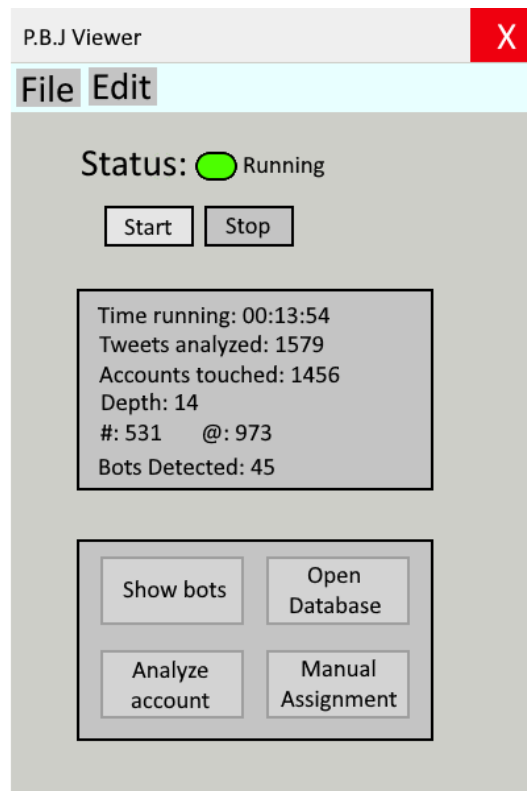 P.B.J Viewer X
File Edit
Status: Running
Start Stop
Time running: 00:13:54
Tweets analyzed: 1579
Accounts touched: 1456
Depth: 14
#: 531 @: 973
Bots Detected: 45
Show bots
Open
Database
Analyze
account
Manual
Assignment